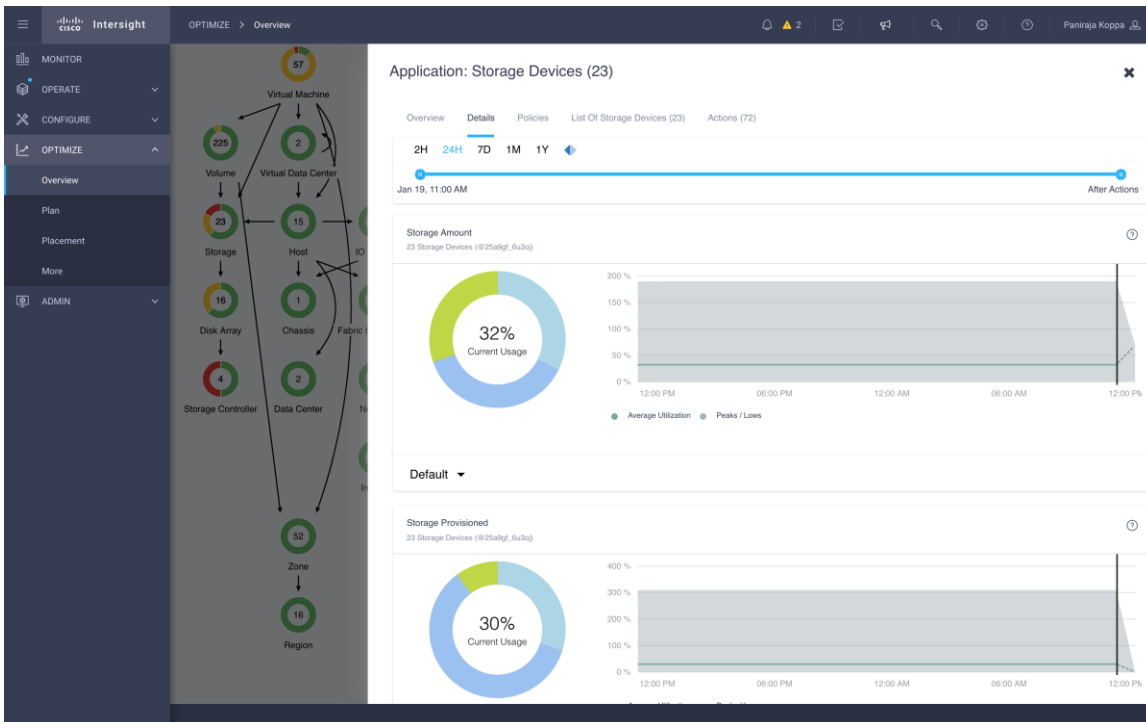 cisco Intersight
OPTIMIZE > Overview
2
Paniraja Koppa
MONITOR
OPERATE
CONFIGURE
OPTIMIZE
Overview
Plan
Placement
More
ADMIN
57
Virtual Machine
225
2
Volume
Virtual Data Center
23
15
Storage
Host
IO
16
1
Disk Array
Chassis
Fabric
4
2
Storage Controller
Data Center
52
Zone
16
Region
Application: Storage Devices (23)
Overview Details Policies List Of Storage Devices (23) Actions (72)
2H 24H 7D 1M 1Y
Jan 19, 11:00 AM
After Actions
Storage Amount
23 Storage Devices (@25a9gf_6u3oj)
32%
Current Usage
200 %
150 %
100 %
50 %
0 %
12:00 PM 06:00 PM 12:00 AM 06:00 AM 12:00 PM
Average Utilization Peaks / Lows
Default
Storage Provisioned
23 Storage Devices (@25a9gf_6u3oj)
30%
Current Usage
400 %
300 %
200 %
100 %
0 %
12:00 PM 06:00 PM 12:00 AM 06:00 AM 12:00 PM